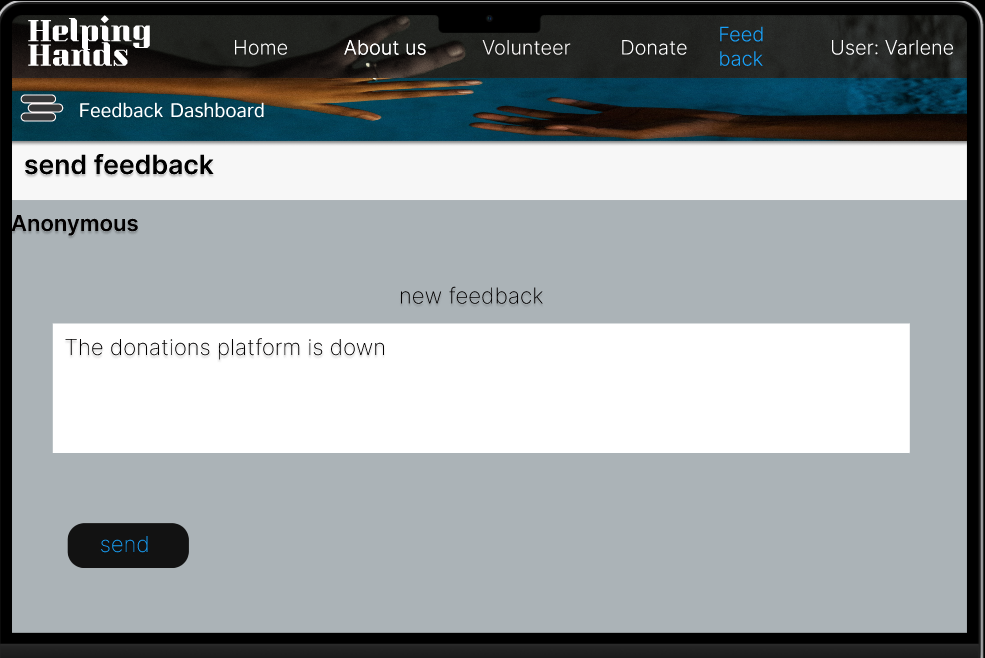 Helping
Hands
Home About us Volunteer Donate Feed
back User: Varlene
Feedback Dashboard
send feedback
Anonymous
new feedback
The donations platform is down
send